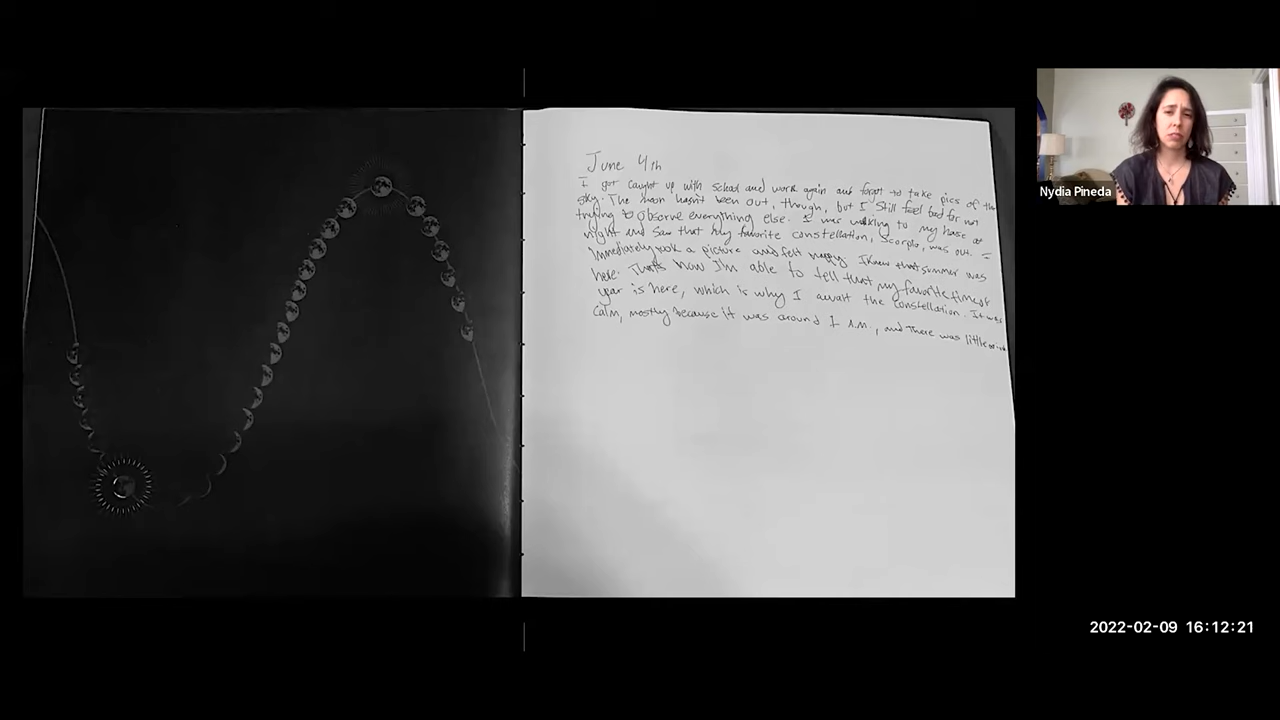 June 4th
I got caught up with school and work again and forgot to take pics of the
sky. The moon hasn't been out, though, but I still feel bad for not
trying to observe everything else. I was walking to my house at
night and saw that my favorite constellation, Scorpio, was out. I
immediately took a picture and felt happy. I knew that summer was
here. That's how I'm able to tell that my favorite time of
year is here, which is why I await the constellation. It was
calm, mostly because it was around 1 A.M., and there was little
Nydia Pineda
2022-02-09 16:12:21